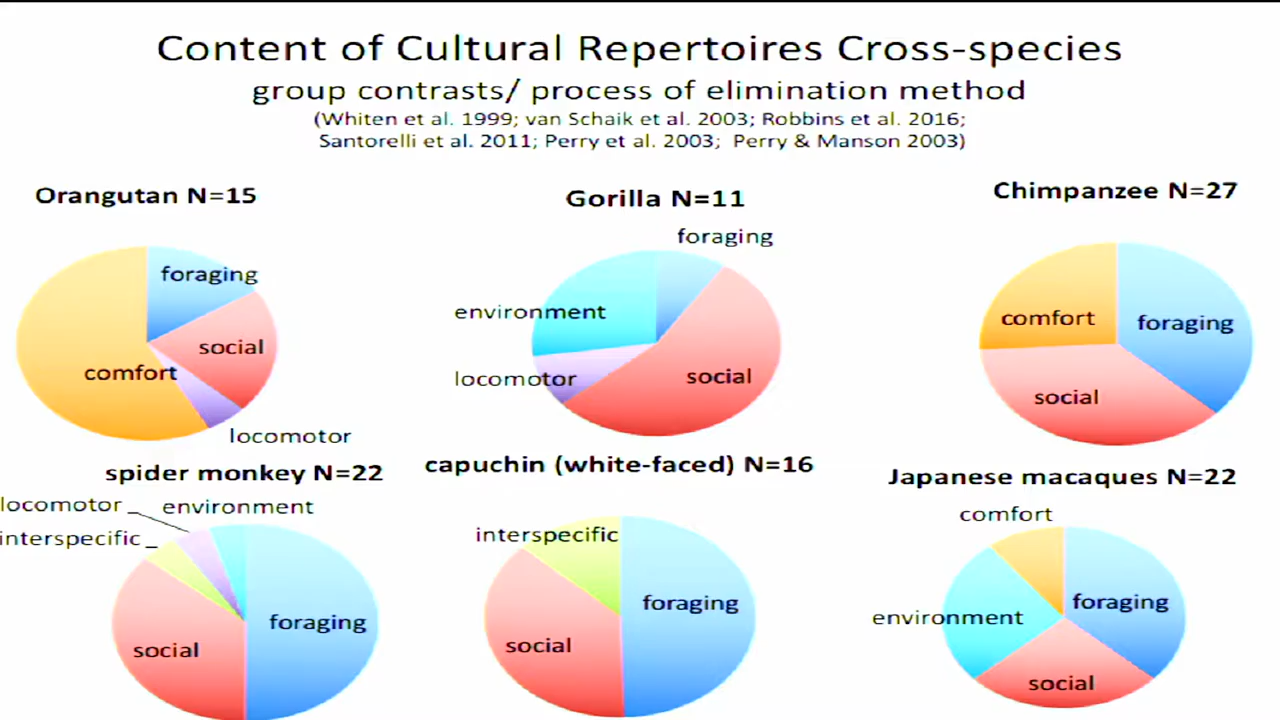 Content of Cultural Repertoires Cross-species
group contrasts/ process of elimination method
(Whiten et al. 1999; van Schaik et al. 2003; Robbins et al. 2016;
Santorelli et al. 2011; Perry et al. 2003; Perry & Manson 2003)
Orangutan N=15
foraging
social
comfort
locomotor
Gorilla N=11
foraging
environment
locomotor
social
Chimpanzee N=27
comfort
foraging
social
spider monkey N=22
locomotor
environment
interspecific
foraging
social
capuchin (white-faced) N=16
interspecific
foraging
social
Japanese macaques N=22
comfort
foraging
environment
social